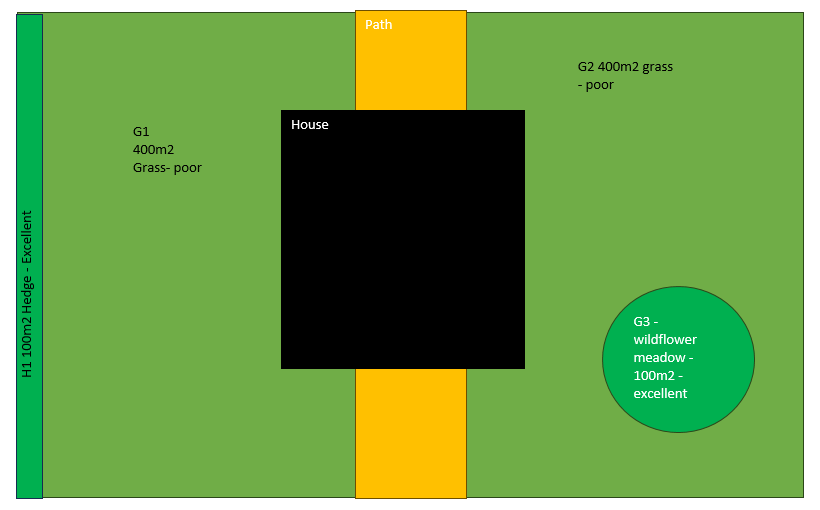 Path
G2 400m2 grass
- poor
House
G1
400m2
Grass- poor
H1 100m2 Hedge - Excellent
G3 -
wildflower
meadow -
100m2 -
excellent